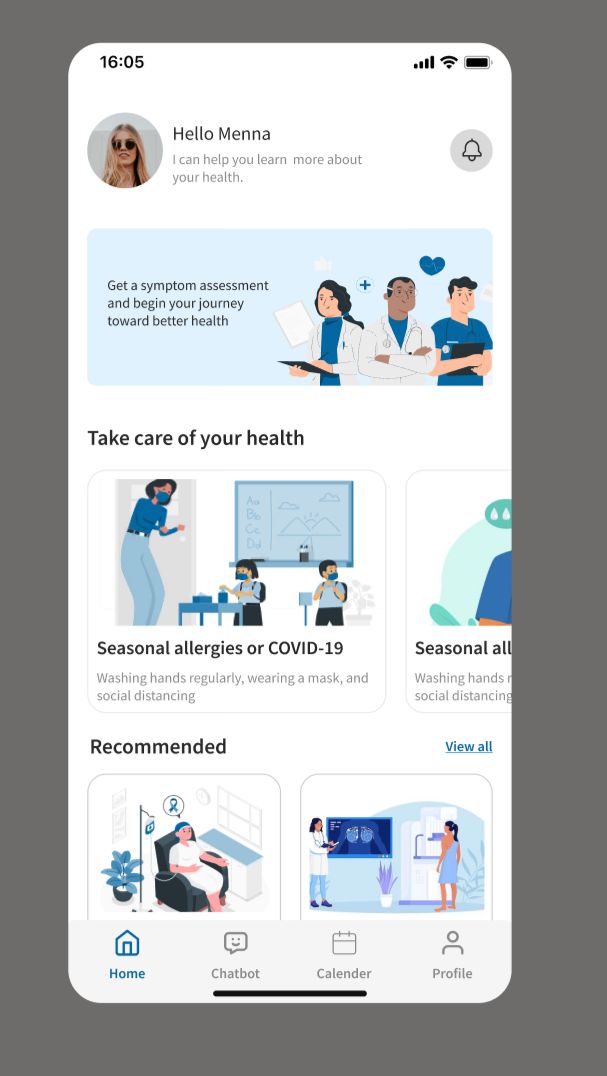 16:05
Hello Menna
I can help you learn more about
your health.
Get a symptom assessment
and begin your journey
toward better health
Take care of your health
Aa
Bb
Cc
Dd
Seasonal allergies or COVID-19
Washing hands regularly, wearing a mask, and
social distancing
Seasonal all
Washing hands r
social distancing
Recommended
View all
Home
Chatbot
Calender
Profile